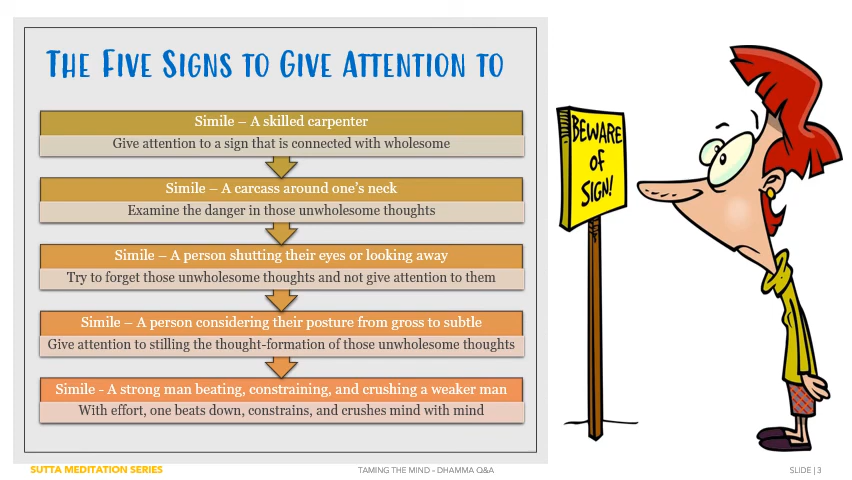 The Five Signs to Give Attention to
Simile – A skilled carpenter
Give attention to a sign that is connected with wholesome
Simile – A carcass around one's neck
Examine the danger in those unwholesome thoughts
Simile – A person shutting their eyes or looking away
Try to forget those unwholesome thoughts and not give attention to them
Simile – A person considering their posture from gross to subtle
Give attention to stilling the thought-formation of those unwholesome thoughts
Simile - A strong man beating, constraining, and crushing a weaker man
With effort, one beats down, constrains, and crushes mind with mind
BEWARE
OF
SIGN!
SUTTA MEDITATION SERIES
TAMING THE MIND – DHAMMA Q&A
SLIDE | 3